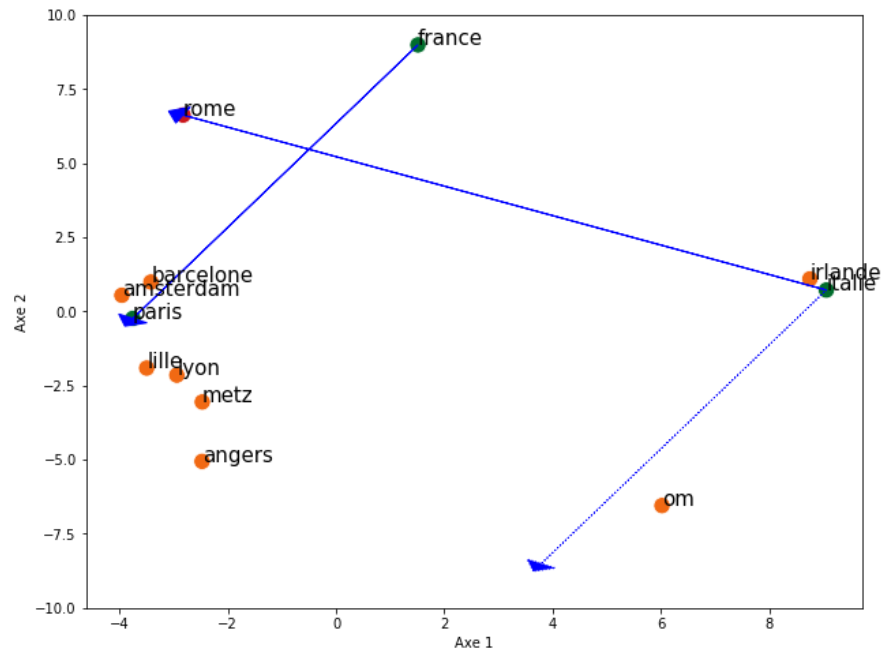 10.0
france
7.5
rome
5.0
2.5
barcelone
irlande
amsterdam
italie
0.0
paris
Axe 2
lille
lyon
−2.5
metz
angers
−5.0
om
−7.5
−10.0
−4
−2
0
2
4
6
8
Axe 1